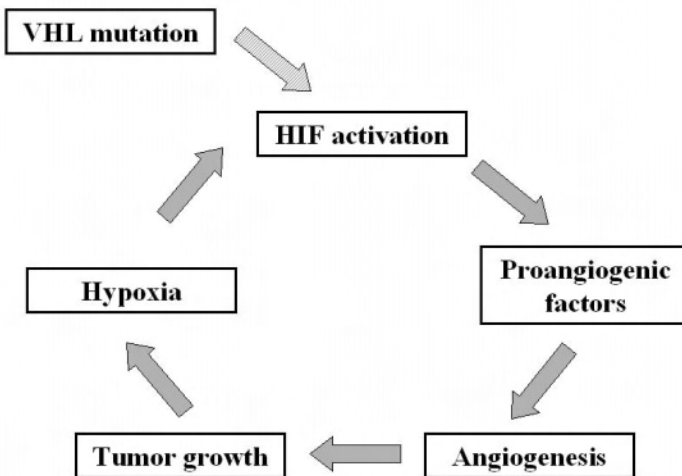 VHL mutation
HIF activation
Proangiogenic
factors
Hypoxia
Tumor growth
Angiogenesis